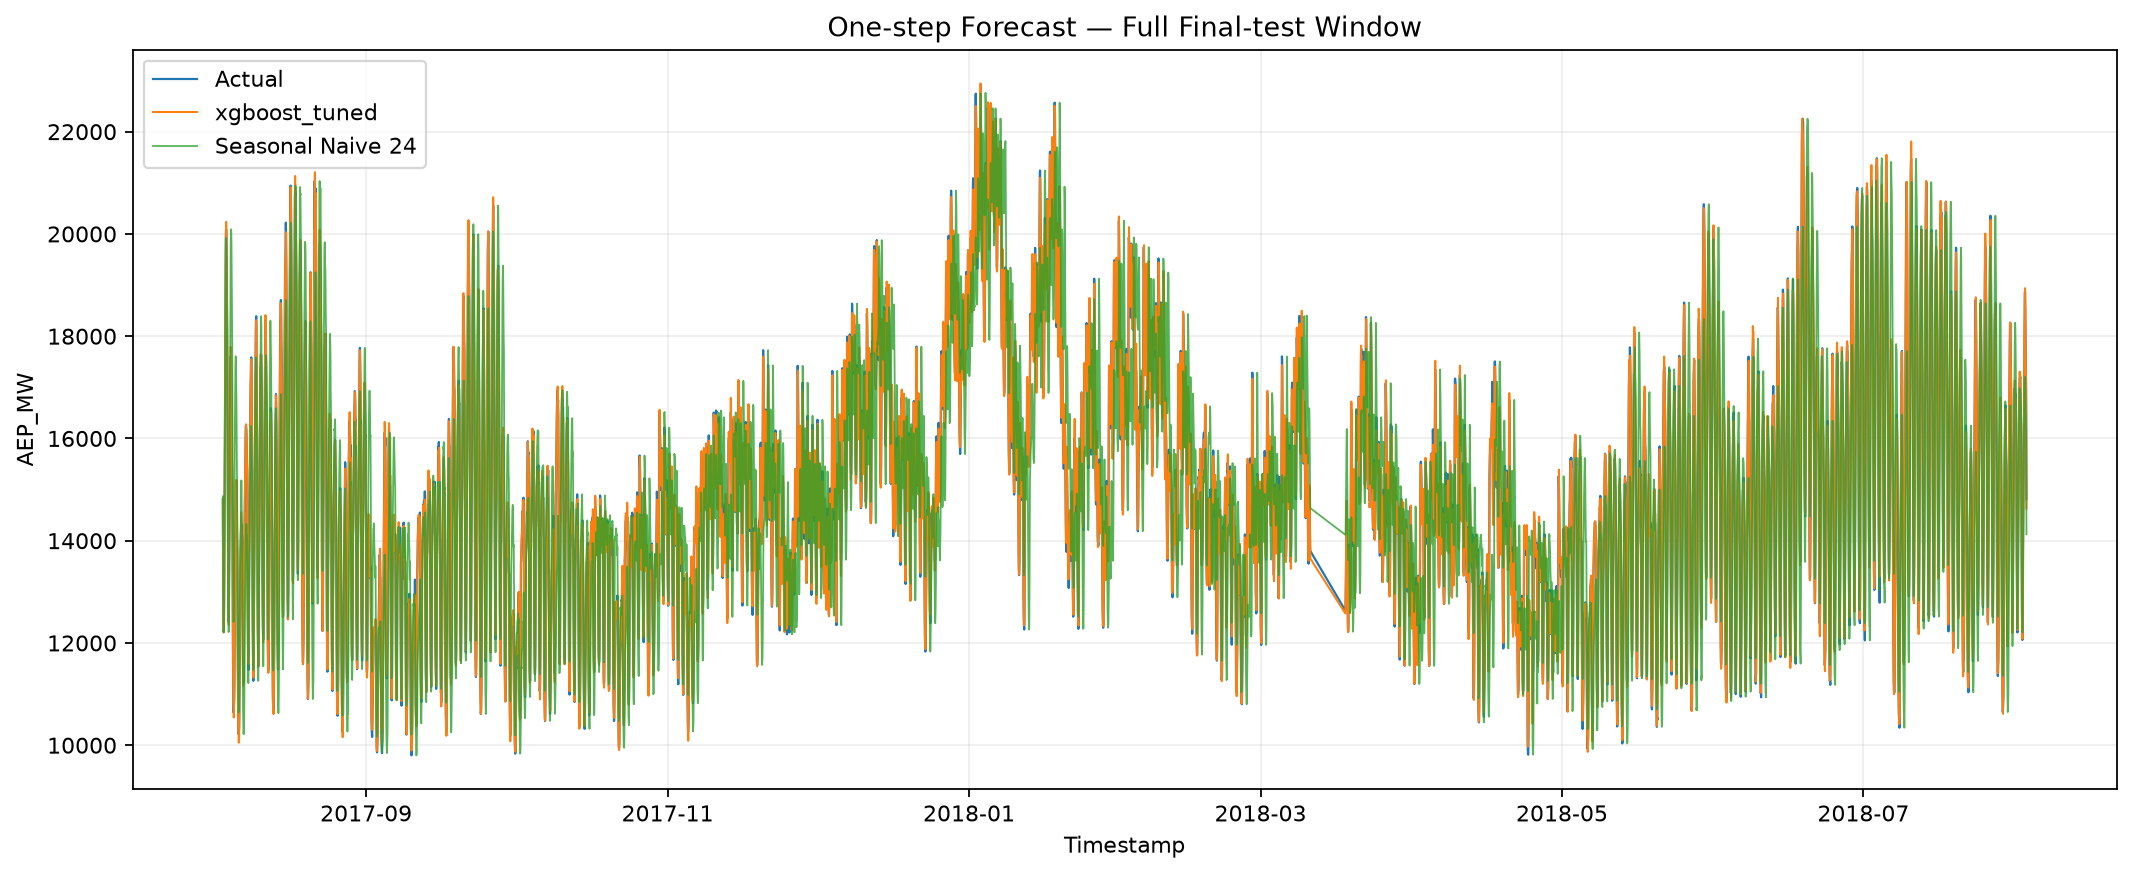 One-step Forecast — Full Final-test Window
Actual
xgboost_tuned
Seasonal Naive 24
AEP_MW
22000
20000
18000
16000
14000
12000
10000
2017-09
2017-11
2018-01
2018-03
2018-05
2018-07
Timestamp